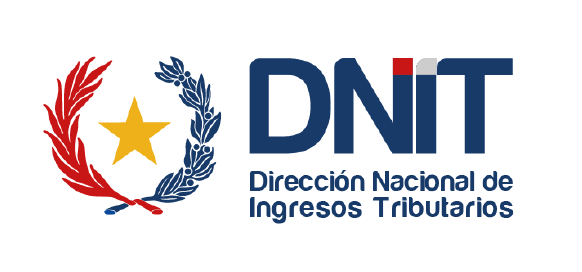 DNIT
Dirección Nacional de
Ingresos Tributarios